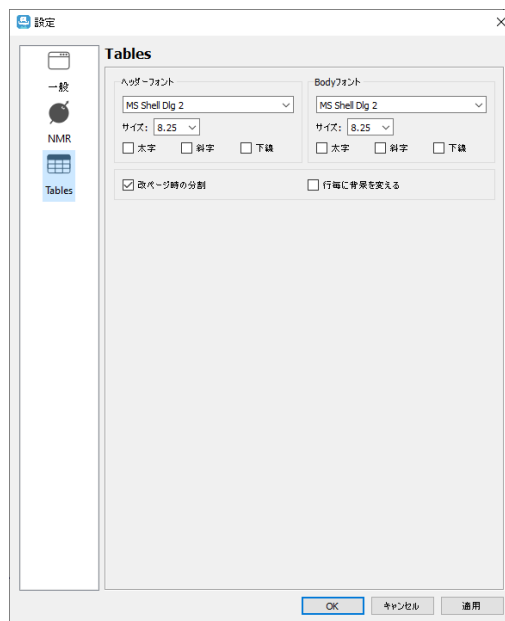 設定
一般
NMR
Tables
Tables
ヘッダーフォント
MS Shell Dlg 2
サイズ: 8.25
太字 斜字 下線
Bodyフォント
MS Shell Dlg 2
サイズ: 8.25
太字 斜字 下線
改ページ時の分割
行毎に背景を変える
OK キャンセル 適用